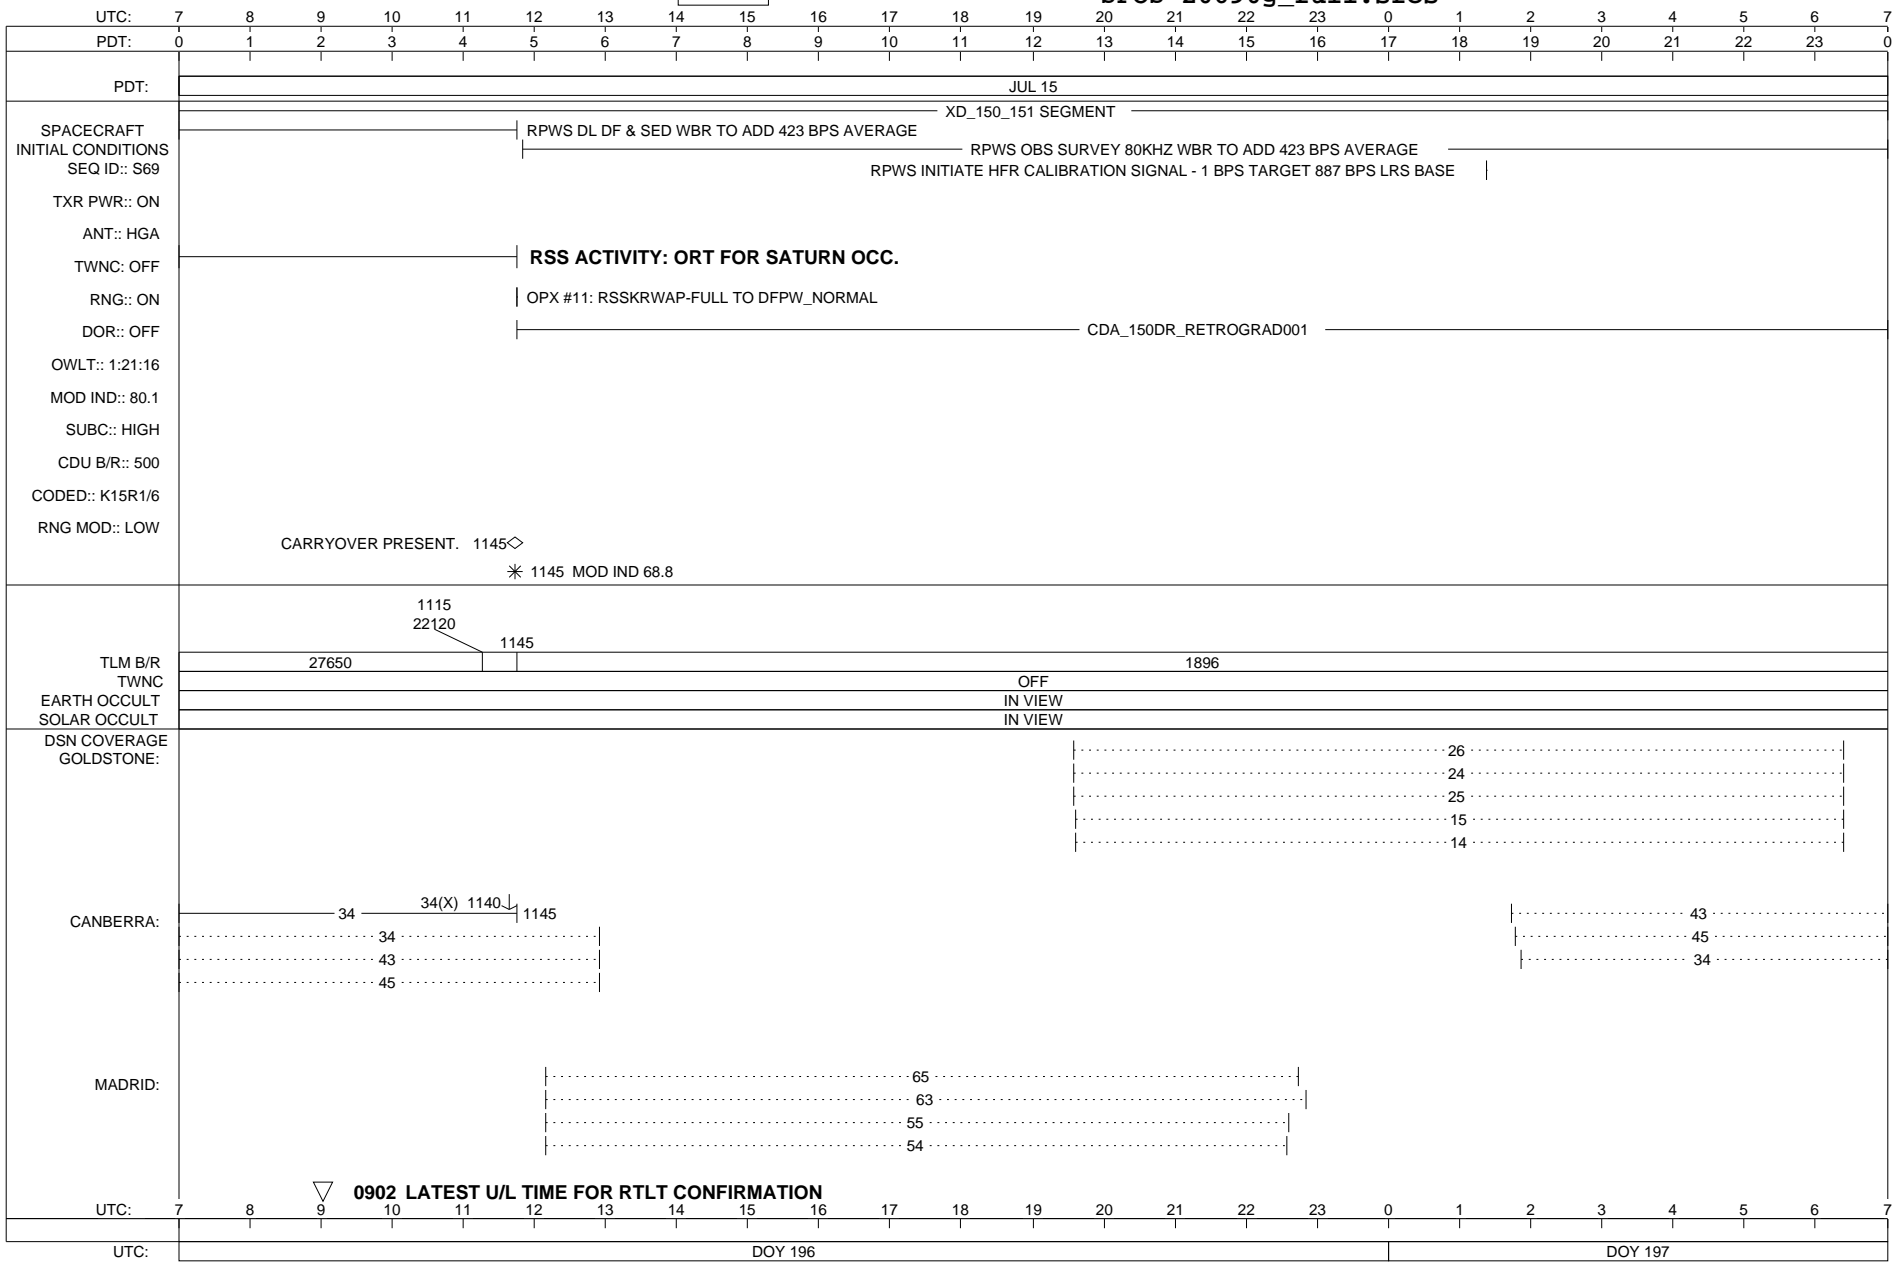 UTC: 7 8 9 10 11 12 13 14 15 16 17 18 19 20 21 22 23 0 1 2 3 4 5 6 7
PDT: 0 1 2 3 4 5 6 7 8 9 10 11 12 13 14 15 16 17 18 19 20 21 22 23 0
PDT: JUL 15
XD_150_151 SEGMENT
SPACECRAFT RPWS DL DF & SED WBR TO ADD 423 BPS AVERAGE
INITIAL CONDITIONS RPWS OBS SURVEY 80KHZ WBR TO ADD 423 BPS AVERAGE
SEQ ID:: S69 RPWS INITIATE HFR CALIBRATION SIGNAL - 1 BPS TARGET 887 BPS LRS BASE
TXR PWR:: ON
ANT:: HGA
RSS ACTIVITY: ORT FOR SATURN OCC.
TWNC: OFF
RNG:: ON OPX #11: RSSKRWAP-FULL TO DFPW_NORMAL
DOR:: OFF CDA_150DR_RETROGRAD001
OWLT:: 1:21:16
MOD IND:: 80.1
SUBC:: HIGH
CDU B/R:: 500
CODED:: K15R1/6
RNG MOD:: LOW
CARRYOVER PRESENT. 1145
1145 MOD IND 68.8
1115
22120
1145
TLM B/R 27650 1896
TWNC OFF
EARTH OCCULT IN VIEW
SOLAR OCCULT IN VIEW
DSN COVERAGE
GOLDSTONE:
26
24
25
15
14
34(X) 1140
CANBERRA: 34 1145 43
34 45
43 34
45
MADRID: 65
63
55
54
0902 LATEST U/L TIME FOR RTLT CONFIRMATION
UTC: 7 8 9 10 11 12 13 14 15 16 17 18 19 20 21 22 23 0 1 2 3 4 5 6 7
UTC: DOY 196 DOY 197